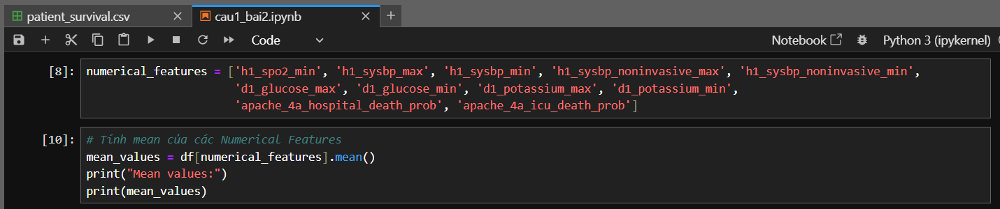 patient_survival.csv
cau1_bai2.ipynb
Code
Notebook
Python 3 (ipykernel)
[8]:
numerical_features = ['h1_spo2_min', 'h1_sysbp_max', 'h1_sysbp_min', 'h1_sysbp_noninvasive_max', 'h1_sysbp_noninvasive_min',
'd1_glucose_max', 'd1_glucose_min', 'd1_potassium_max', 'd1_potassium_min',
'apache_4a_hospital_death_prob', 'apache_4a_icu_death_prob']
[10]:
# Tính mean của các Numerical Features
mean_values = df[numerical_features].mean()
print("Mean values:")
print(mean_values)